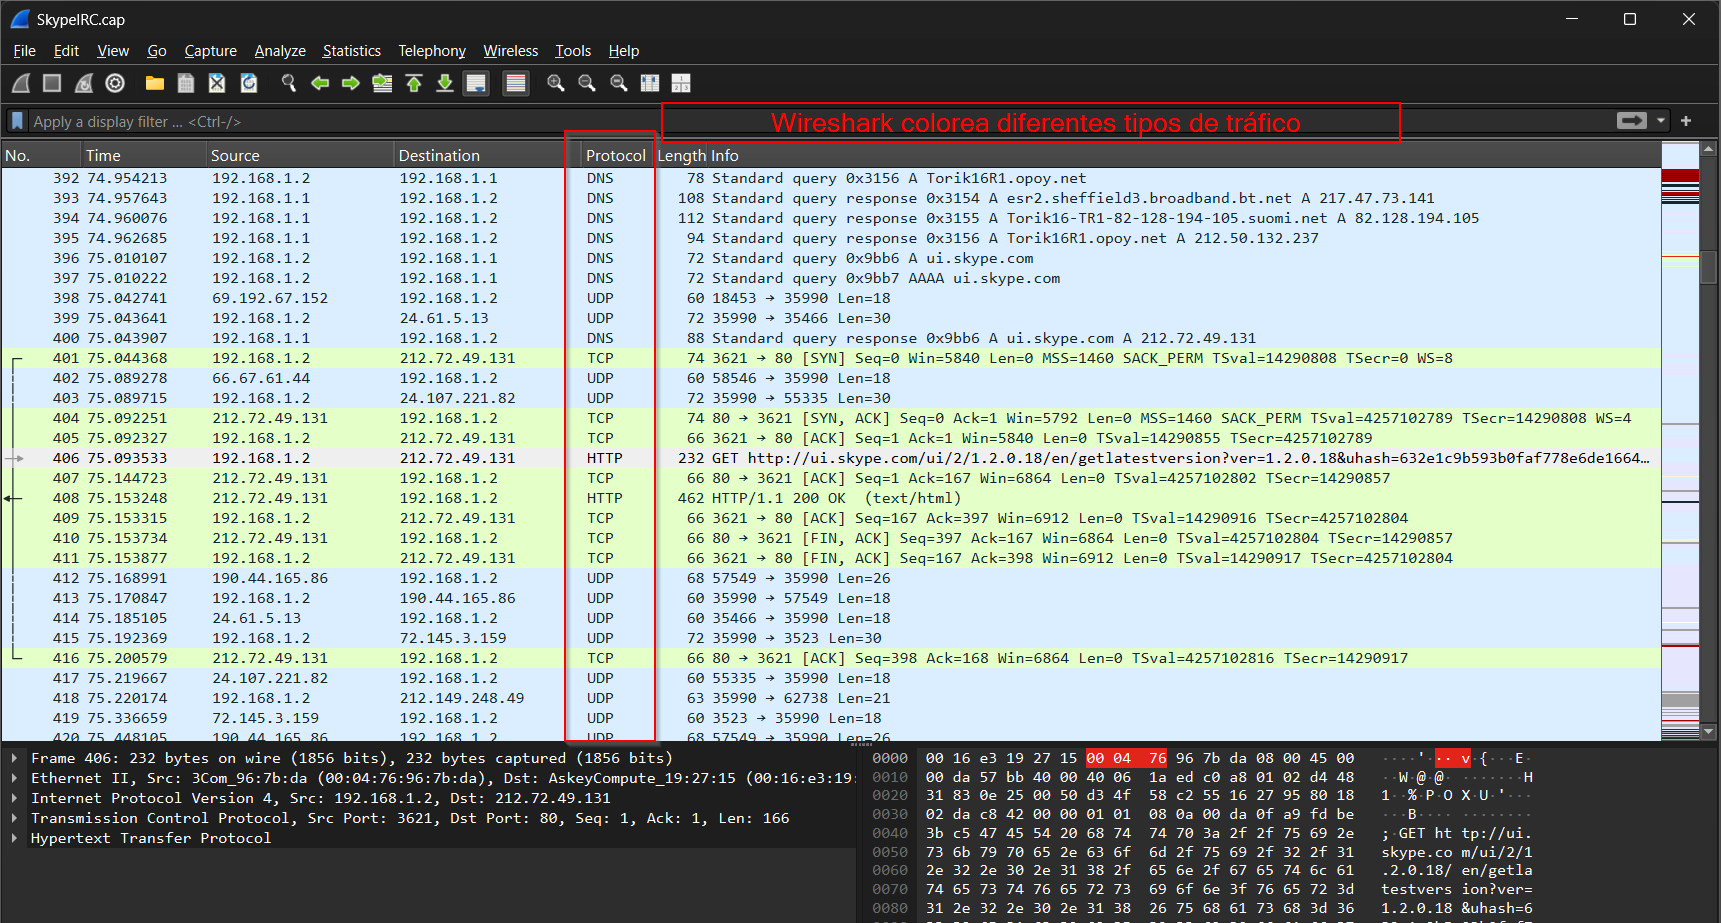 SkypeIRC.cap
File Edit View Go Capture Analyze Statistics Telephony Wireless Tools Help
Apply a display filter ... <Ctrl-/>
Wireshark colorea diferentes tipos de tráfico
No. Time Source Destination Protocol Length Info
392 74.954213 192.168.1.2 192.168.1.1 DNS 78 Standard query 0x3156 A Torik16R1.opoy.net
393 74.957643 192.168.1.1 192.168.1.2 DNS 108 Standard query response 0x3154 A esr2.sheffield3.broadband.bt.net A 217.47.73.141
394 74.960076 192.168.1.1 192.168.1.2 DNS 112 Standard query response 0x3155 A Torik16-TR1-82-128-194-105.suomi.net A 82.128.194.105
395 74.962685 192.168.1.1 192.168.1.2 DNS 94 Standard query response 0x3156 A Torik16R1.opoy.net A 212.50.132.237
396 75.010107 192.168.1.2 192.168.1.1 DNS 72 Standard query 0x9bb6 A ui.skype.com
397 75.010222 192.168.1.2 192.168.1.1 DNS 72 Standard query 0x9bb7 AAAA ui.skype.com
398 75.042741 69.192.67.152 192.168.1.2 UDP 60 18453 → 35990 Len=18
399 75.043641 192.168.1.2 24.61.5.13 UDP 72 35990 → 35466 Len=30
400 75.043907 192.168.1.1 192.168.1.2 DNS 88 Standard query response 0x9bb6 A ui.skype.com A 212.72.49.131
401 75.044368 192.168.1.2 212.72.49.131 TCP 74 3621 → 80 [SYN] Seq=0 Win=5840 Len=0 MSS=1460 SACK_PERM TSval=14290808 TSecr=0 WS=8
402 75.089278 66.67.61.44 192.168.1.2 UDP 60 58546 → 35990 Len=18
403 75.089715 192.168.1.2 24.107.221.82 UDP 72 35990 → 55335 Len=30
404 75.092251 212.72.49.131 192.168.1.2 TCP 74 80 → 3621 [SYN, ACK] Seq=0 Ack=1 Win=5792 Len=0 MSS=1460 SACK_PERM TSval=4257102789 TSecr=14290808 WS=4
405 75.092327 192.168.1.2 212.72.49.131 TCP 66 3621 → 80 [ACK] Seq=1 Ack=1 Win=5840 Len=0 TSval=14290855 TSecr=4257102789
406 75.093533 192.168.1.2 212.72.49.131 HTTP 232 GET http://ui.skype.com/ui/2/1.2.0.18/en/getlatestversion?ver=1.2.0.18&uhash=632e1c9b593b0faf778e6de1664…
407 75.144723 212.72.49.131 192.168.1.2 TCP 66 80 → 3621 [ACK] Seq=1 Ack=167 Win=6864 Len=0 TSval=4257102802 TSecr=14290857
408 75.153248 212.72.49.131 192.168.1.2 HTTP 462 HTTP/1.1 200 OK (text/html)
409 75.153315 192.168.1.2 212.72.49.131 TCP 66 3621 → 80 [ACK] Seq=167 Ack=397 Win=6912 Len=0 TSval=14290916 TSecr=4257102804
410 75.153734 212.72.49.131 192.168.1.2 TCP 66 80 → 3621 [FIN, ACK] Seq=397 Ack=167 Win=6864 Len=0 TSval=4257102804 TSecr=14290857
411 75.153877 192.168.1.2 212.72.49.131 TCP 66 3621 → 80 [FIN, ACK] Seq=167 Ack=398 Win=6912 Len=0 TSval=14290917 TSecr=4257102804
412 75.168991 190.44.165.86 192.168.1.2 UDP 68 57549 → 35990 Len=26
413 75.170847 192.168.1.2 190.44.165.86 UDP 60 35990 → 57549 Len=18
414 75.185105 24.61.5.13 192.168.1.2 UDP 60 35466 → 35990 Len=18
415 75.192369 192.168.1.2 72.145.3.159 UDP 72 35990 → 3523 Len=30
416 75.200579 212.72.49.131 192.168.1.2 TCP 66 80 → 3621 [ACK] Seq=398 Ack=168 Win=6864 Len=0 TSval=4257102816 TSecr=14290917
417 75.219667 24.107.221.82 192.168.1.2 UDP 60 55335 → 35990 Len=18
418 75.220174 192.168.1.2 212.149.248.49 UDP 63 35990 → 62738 Len=21
419 75.336659 72.145.3.159 192.168.1.2 UDP 60 3523 → 35990 Len=18
420 75.448105 190.44.165.86 192.168.1.2 UDP 68 57549 → 35990 Len=26
Frame 406: 232 bytes on wire (1856 bits), 232 bytes captured (1856 bits)
Ethernet II, Src: 3Com_96:7b:da (00:04:76:96:7b:da), Dst: AskeyCompute_19:27:15 (00:16:e3:19:
Internet Protocol Version 4, Src: 192.168.1.2, Dst: 212.72.49.131
Transmission Control Protocol, Src Port: 3621, Dst Port: 80, Seq: 1, Ack: 1, Len: 166
Hypertext Transfer Protocol
0000 00 16 e3 19 27 15 00 04 76 96 7b da 08 00 45 00 ····'···v·{···E·
0010 00 da 57 bb 40 00 40 06 1a ed c0 a8 01 02 d4 48 ··W·@·@········H
0020 31 83 0e 25 00 50 d3 4f 58 c2 55 16 27 95 80 18 1··%·P·OX·U·'···
0030 02 da c8 42 00 00 01 01 08 0a 00 da 0f a9 fd be ···B············
0040 3b c5 47 45 54 20 68 74 74 70 3a 2f 2f 75 69 2e ;·GET http://ui.
0050 73 6b 79 70 65 2e 63 6f 6d 2f 75 69 2f 32 2f 31 skype.com/ui/2/1
0060 2e 32 2e 30 2e 31 38 2f 65 6e 2f 67 65 74 6c 61 .2.0.18/en/getla
0070 74 65 73 74 76 65 72 73 69 6f 6e 3f 76 65 72 3d testversion?ver=
0080 31 2e 32 2e 30 2e 31 38 26 75 68 61 73 68 3d 36 1.2.0.18&uhash=6